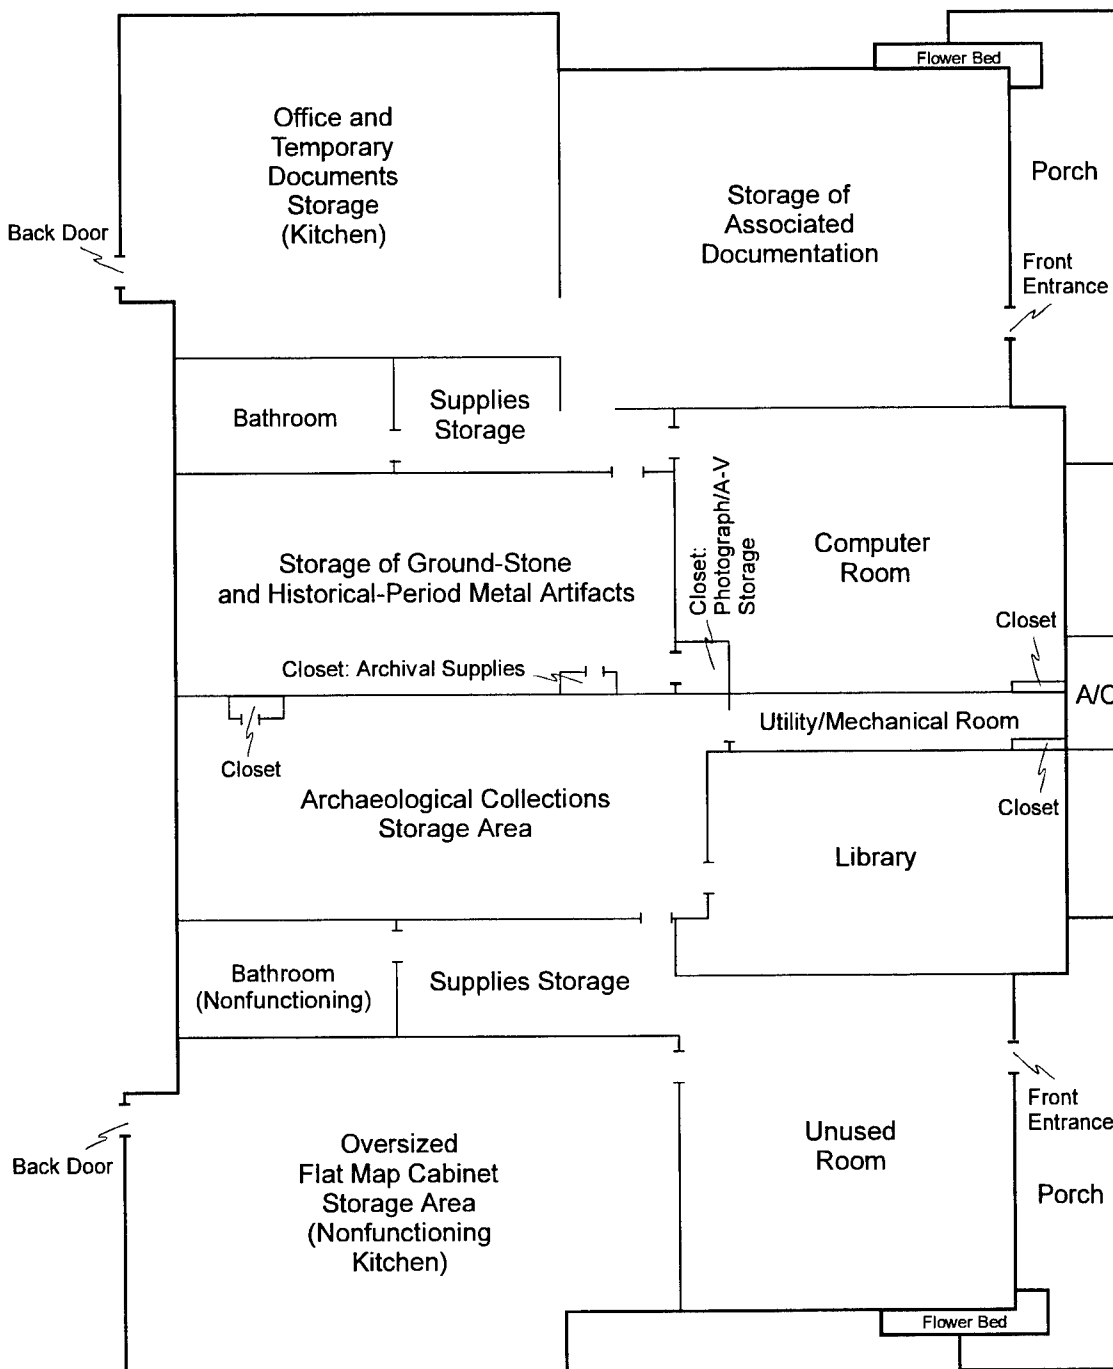 Flower Bed
Office and
Temporary
Documents
Storage
(Kitchen)
Porch
Storage of
Associated
Documentation
Back Door
Front
Entrance
Bathroom
Supplies
Storage
Closet:
Photograph/A-V
Storage
Computer
Room
Storage of Ground-Stone
and Historical-Period Metal Artifacts
Closet
Closet: Archival Supplies
A/C
Utility/Mechanical Room
Closet
Archaeological Collections
Storage Area
Closet
Library
Bathroom
(Nonfunctioning)
Supplies Storage
Front
Entrance
Back Door
Oversized
Flat Map Cabinet
Storage Area
(Nonfunctioning
Kitchen)
Unused
Room
Porch
Flower Bed